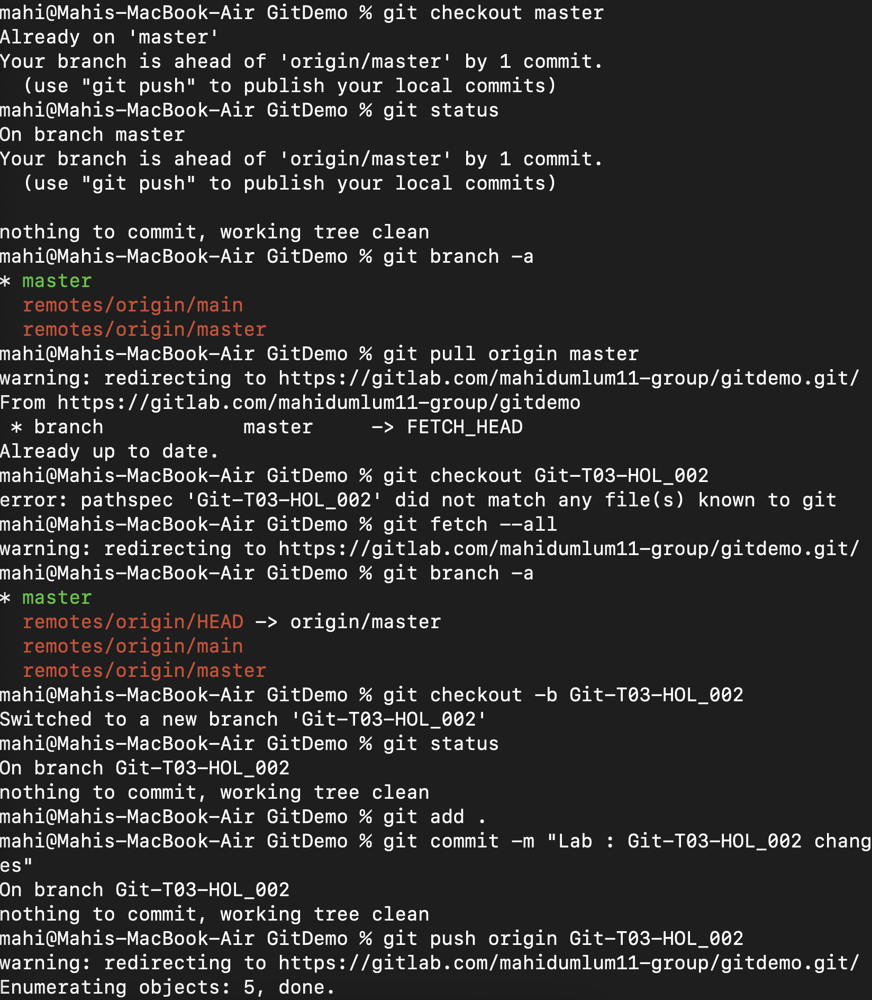 mahi@Mahis-MacBook-Air GitDemo % git checkout master
Already on 'master'
Your branch is ahead of 'origin/master' by 1 commit.
  (use "git push" to publish your local commits)
mahi@Mahis-MacBook-Air GitDemo % git status
On branch master
Your branch is ahead of 'origin/master' by 1 commit.
  (use "git push" to publish your local commits)

nothing to commit, working tree clean
mahi@Mahis-MacBook-Air GitDemo % git branch -a
* master
  remotes/origin/main
  remotes/origin/master
mahi@Mahis-MacBook-Air GitDemo % git pull origin master
warning: redirecting to https://gitlab.com/mahidumlum11-group/gitdemo.git/
From https://gitlab.com/mahidumlum11-group/gitdemo
 * branch            master     -> FETCH_HEAD
Already up to date.
mahi@Mahis-MacBook-Air GitDemo % git checkout Git-T03-HOL_002
error: pathspec 'Git-T03-HOL_002' did not match any file(s) known to git
mahi@Mahis-MacBook-Air GitDemo % git fetch --all
warning: redirecting to https://gitlab.com/mahidumlum11-group/gitdemo.git/
mahi@Mahis-MacBook-Air GitDemo % git branch -a
* master
  remotes/origin/HEAD -> origin/master
  remotes/origin/main
  remotes/origin/master
mahi@Mahis-MacBook-Air GitDemo % git checkout -b Git-T03-HOL_002
Switched to a new branch 'Git-T03-HOL_002'
mahi@Mahis-MacBook-Air GitDemo % git status
On branch Git-T03-HOL_002
nothing to commit, working tree clean
mahi@Mahis-MacBook-Air GitDemo % git add .
mahi@Mahis-MacBook-Air GitDemo % git commit -m "Lab : Git-T03-HOL_002 chang
es"
On branch Git-T03-HOL_002
nothing to commit, working tree clean
mahi@Mahis-MacBook-Air GitDemo % git push origin Git-T03-HOL_002
warning: redirecting to https://gitlab.com/mahidumlum11-group/gitdemo.git/
Enumerating objects: 5, done.